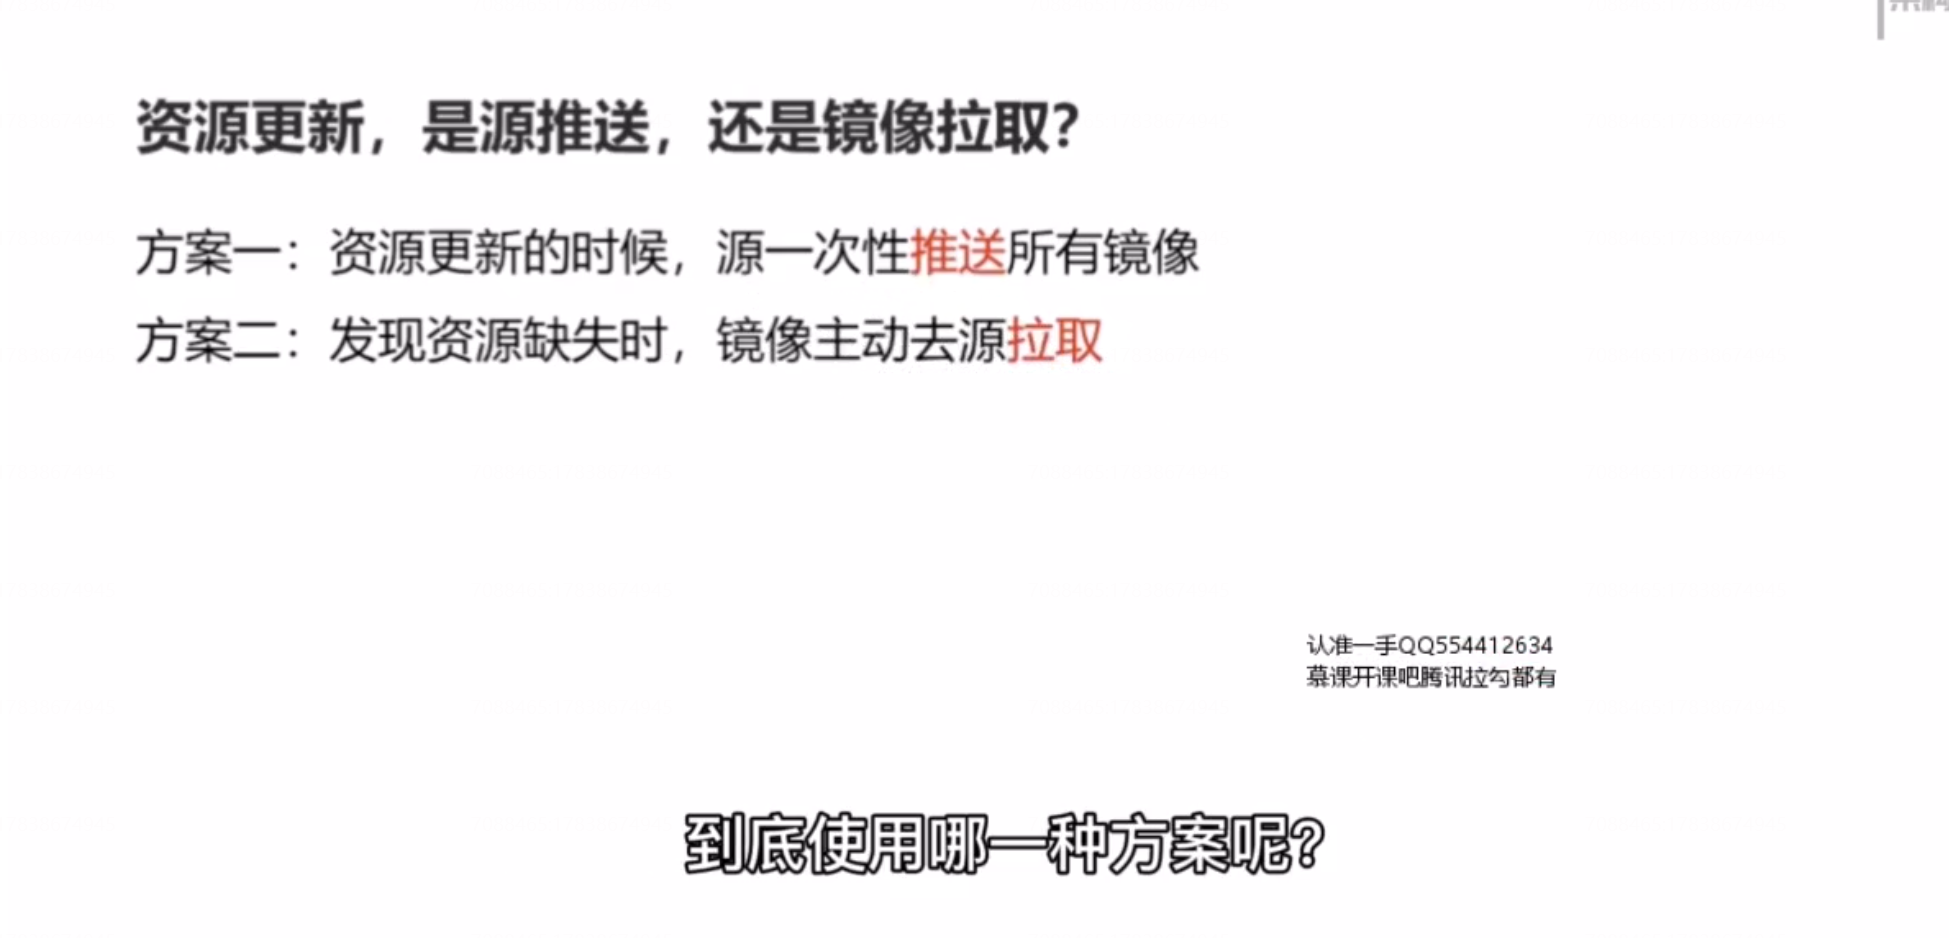 资源更新，是源推送，还是镜像拉取？
方案一：资源更新的时候，源一次性推送所有镜像
方案二：发现资源缺失时，镜像主动去源拉取
认准一手QQ554412634
慕课开课吧腾讯拉勾都有
到底使用哪一种方案呢？